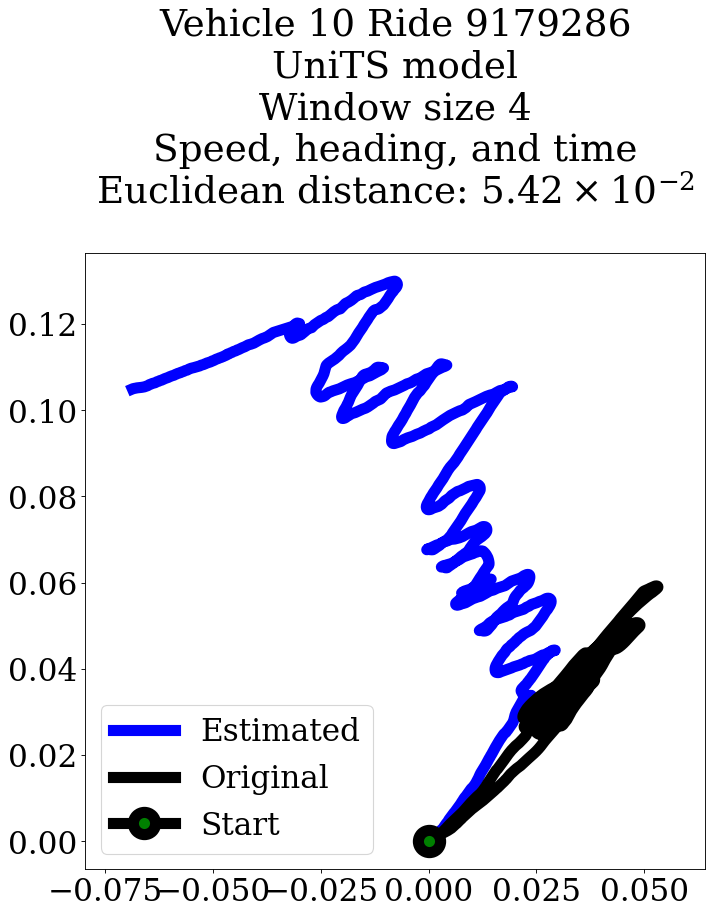 Vehicle 10 Ride 9179286
UniTS model
Window size 4
Speed, heading, and time
Euclidean distance: 5.42 × 10⁻²
0.12
0.10
0.08
0.06
0.04
0.02
0.00
Estimated
Original
Start
−0.075 −0.050 −0.025 0.000 0.025 0.050